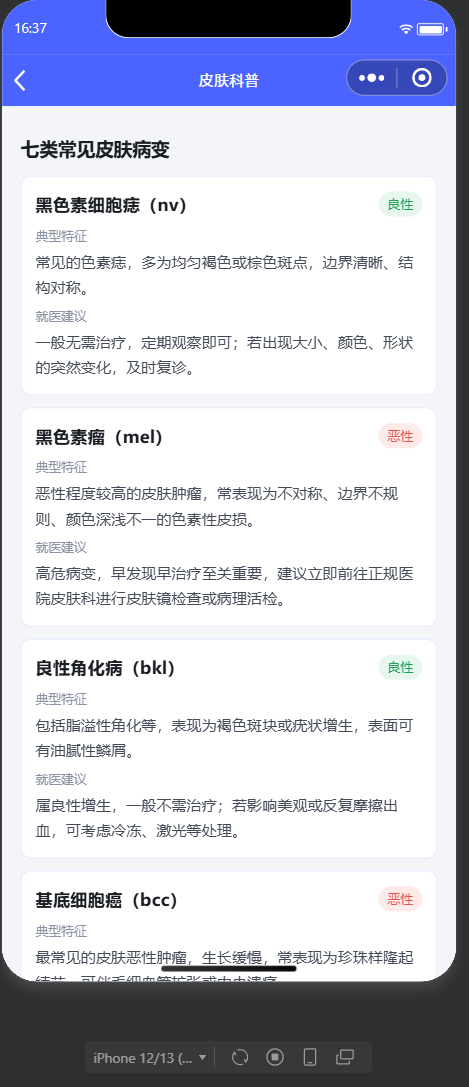 16:37
皮肤科普
七类常见皮肤病变
黑色素细胞痣（nv）
良性
典型特征
常见的色素痣，多为均匀褐色或棕色斑点，边界清晰、结
构对称。
就医建议
一般无需治疗，定期观察即可；若出现大小、颜色、形状
的突然变化，及时复诊。
黑色素瘤（mel）
恶性
典型特征
恶性程度较高的皮肤肿瘤，常表现为不对称、边界不规
则、颜色深浅不一的色素性皮损。
就医建议
高危病变，早发现早治疗至关重要，建议立即前往正规医
院皮肤科进行皮肤镜检查或病理活检。
良性角化病（bkl）
良性
典型特征
包括脂溢性角化等，表现为褐色斑块或疣状增生，表面可
有油腻性鳞屑。
就医建议
属良性增生，一般不需治疗；若影响美观或反复摩擦出
血，可考虑冷冻、激光等处理。
基底细胞癌（bcc）
恶性
典型特征
最常见的皮肤恶性肿瘤，生长缓慢，常表现为珍珠样隆起
iPhone 12/13 (...